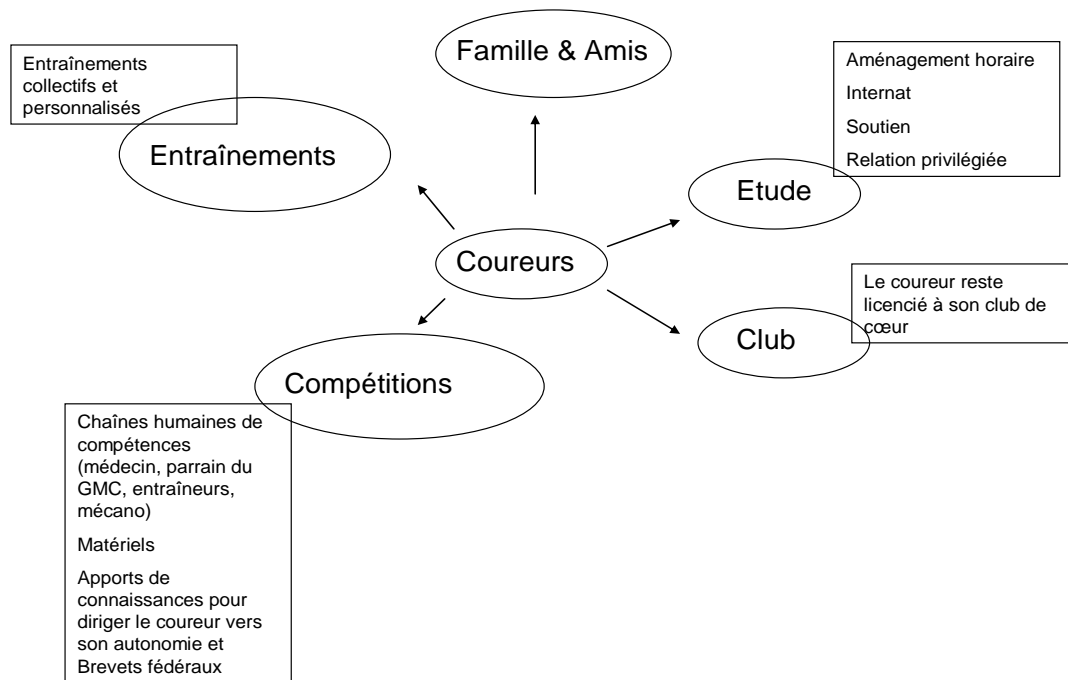 Famille & Amis
Entraînements
collectifs et
personnalisés
Entraînements
Aménagement horaire
Internat
Soutien
Relation privilégiée
Etude
Coureurs
Le coureur reste
licencié à son club de
cœur
Club
Compétitions
Chaînes humaines de
compétences
(médecin, parrain du
GMC, entraîneurs,
mécano)
Matériels
Apports de
connaissances pour
diriger le coureur vers
son autonomie et
Brevets fédéraux